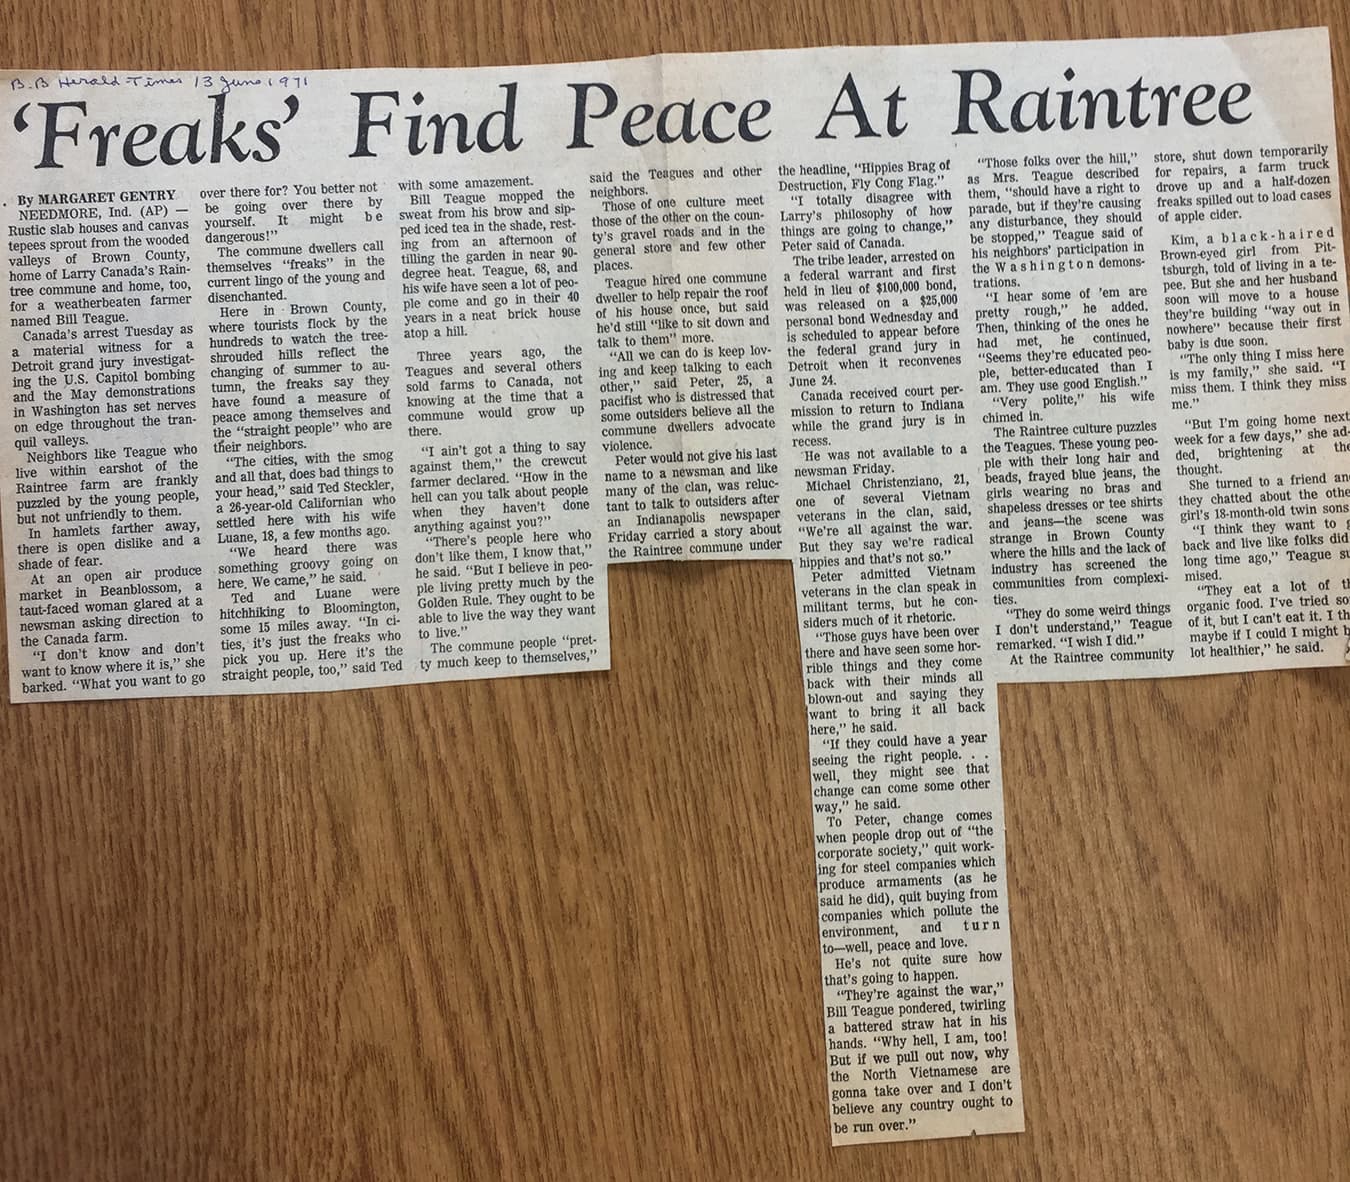 B.B Herald-Times 13 June 1971
'Freaks' Find Peace At Raintree
By MARGARET GENTRY
NEEDMORE, Ind. (AP) —
Rustic slab houses and canvas
tepees sprout from the wooded
valleys of Brown County,
home of Larry Canada's Rain-
tree commune and home, too,
for a weatherbeaten farmer
named Bill Teague.
Canada's arrest Tuesday as
a material witness for a
Detroit grand jury investigat-
ing the U.S. Capitol bombing
and the May demonstrations
in Washington has set nerves
on edge throughout the tran-
quil valleys.
Neighbors like Teague who
live within earshot of the
Raintree farm are frankly
puzzled by the young people,
but not unfriendly to them.
In hamlets farther away,
there is open dislike and a
shade of fear.
At an open air produce
market in Beanblossom, a
taut-faced woman glared at a
newsman asking direction to
the Canada farm.
"I don't know and don't
want to know where it is," she
barked. "What you want to go
over there for? You better not
be going over there by
yourself. It might be
dangerous!"
The commune dwellers call
themselves "freaks" in the
current lingo of the young and
disenchanted.
Here in Brown County,
where tourists flock by the
hundreds to watch the tree-
shrouded hills reflect the
changing of summer to au-
tumn, the freaks say they
have found a measure of
peace among themselves and
the "straight people" who are
their neighbors.
"The cities, with the smog
and all that, does bad things to
your head," said Ted Steckler,
a 26-year-old Californian who
settled here with his wife
Luane, 18, a few months ago.
"We heard there was
something groovy going on
here. We came," he said.
Ted and Luane were
hitchhiking to Bloomington,
some 15 miles away. "In ci-
ties, it's just the freaks who
pick you up. Here it's the
straight people, too," said Ted
with some amazement.
Bill Teague mopped the
sweat from his brow and sip-
ped iced tea in the shade, rest-
ing from an afternoon of
tilling the garden in near 90-
degree heat. Teague, 68, and
his wife have seen a lot of peo-
ple come and go in their 40
years in a neat brick house
atop a hill.
Three years ago, the
Teagues and several others
sold farms to Canada, not
knowing at the time that a
commune would grow up
there.
"I ain't got a thing to say
against them," the crewcut
farmer declared. "How in the
hell can you talk about people
when they haven't done
anything against you?"
"There's people here who
don't like them, I know that,"
he said. "But I believe in peo-
ple living pretty much by the
Golden Rule. They ought to be
able to live the way they want
to live."
The commune people "pret-
ty much keep to themselves,"
said the Teagues and other
neighbors.
Those of one culture meet
those of the other on the coun-
ty's gravel roads and in the
general store and few other
places.
Teague hired one commune
dweller to help repair the roof
of his house once, but said
he'd still "like to sit down and
talk to them" more.
"All we can do is keep lov-
ing and keep talking to each
other," said Peter, 25, a
pacifist who is distressed that
some outsiders believe all the
commune dwellers advocate
violence.
Peter would not give his last
name to a newsman and like
many of the clan, was reluc-
tant to talk to outsiders after
an Indianapolis newspaper
Friday carried a story about
the Raintree commune under
the headline, "Hippies Brag of
Destruction, Fly Cong Flag."
"I totally disagree with
Larry's philosophy of how
things are going to change,"
Peter said of Canada.
The tribe leader, arrested on
a federal warrant and first
held in lieu of $100,000 bond,
was released on a $25,000
personal bond Wednesday and
is scheduled to appear before
the federal grand jury in
Detroit when it reconvenes
June 24.
Canada received court per-
mission to return to Indiana
while the grand jury is in
recess.
He was not available to a
newsman Friday.
Michael Christenziano, 21,
one of several Vietnam
veterans in the clan, said,
"We're all against the war.
But they say we're radical
hippies and that's not so."
Peter admitted Vietnam
veterans in the clan speak in
militant terms, but he con-
siders much of it rhetoric.
"Those guys have been over
there and have seen some hor-
rible things and they come
back with their minds all
blown-out and saying they
want to bring it all back
here," he said.
"If they could have a year
seeing the right people. . .
well, they might see that
change can come some other
way," he said.
To Peter, change comes
when people drop out of "the
corporate society," quit work-
ing for steel companies which
produce armaments (as he
said he did), quit buying from
companies which pollute the
environment, and turn
to—well, peace and love.
He's not quite sure how
that's going to happen.
"They're against the war,"
Bill Teague pondered, twirling
a battered straw hat in his
hands. "Why hell, I am, too!
But if we pull out now, why
the North Vietnamese are
gonna take over and I don't
believe any country ought to
be run over."
"Those folks over the hill,"
as Mrs. Teague described
them, "should have a right to
parade, but if they're causing
any disturbance, they should
be stopped," Teague said of
his neighbors' participation in
the Washington demons-
trations.
"I hear some of 'em are
pretty rough," he added.
Then, thinking of the ones he
had met, he continued,
"Seems they're educated peo-
ple, better-educated than I
am. They use good English."
"Very polite," his wife
chimed in.
The Raintree culture puzzles
the Teagues. These young peo-
ple with their long hair and
beads, frayed blue jeans, the
girls wearing no bras and
shapeless dresses or tee shirts
and jeans—the scene was
strange in Brown County
where the hills and the lack of
industry has screened the
communities from complexi-
ties.
"They do some weird things
I don't understand," Teague
remarked. "I wish I did."
At the Raintree community
store, shut down temporarily
for repairs, a farm truck
drove up and a half-dozen
freaks spilled out to load cases
of apple cider.
Kim, a black-haired
Brown-eyed girl from Pit-
tsburgh, told of living in a te-
pee. But she and her husband
soon will move to a house
they're building "way out in
nowhere" because their first
baby is due soon.
"The only thing I miss here
is my family," she said. "I
miss them. I think they miss
me."
"But I'm going home next
week for a few days," she ad-
ded, brightening at the
thought.
She turned to a friend and
they chatted about the othe
girl's 18-month-old twin sons
"I think they want to g
back and live like folks did
long time ago," Teague su
mised.
"They eat a lot of th
organic food. I've tried so
of it, but I can't eat it. I th
maybe if I could I might b
lot healthier," he said.